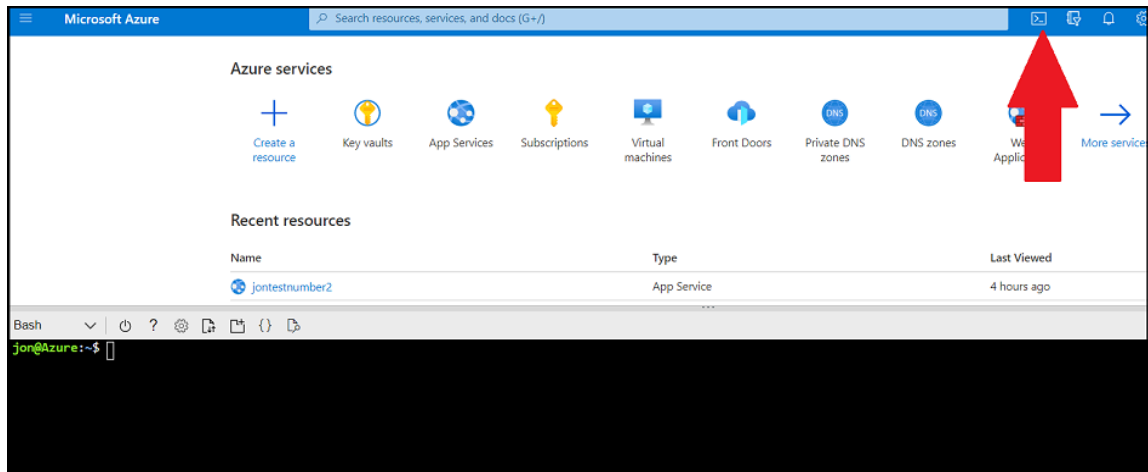 Microsoft Azure
Search resources, services, and docs (G+/)
Azure services
Create a resource
Key vaults
App Services
Subscriptions
Virtual machines
Front Doors
Private DNS zones
DNS
DNS
DNS zones
More service
Recent resources
Name Type Last Viewed
jontestnumber2 App Service 4 hours ago
Bash
jon@Azure:~$